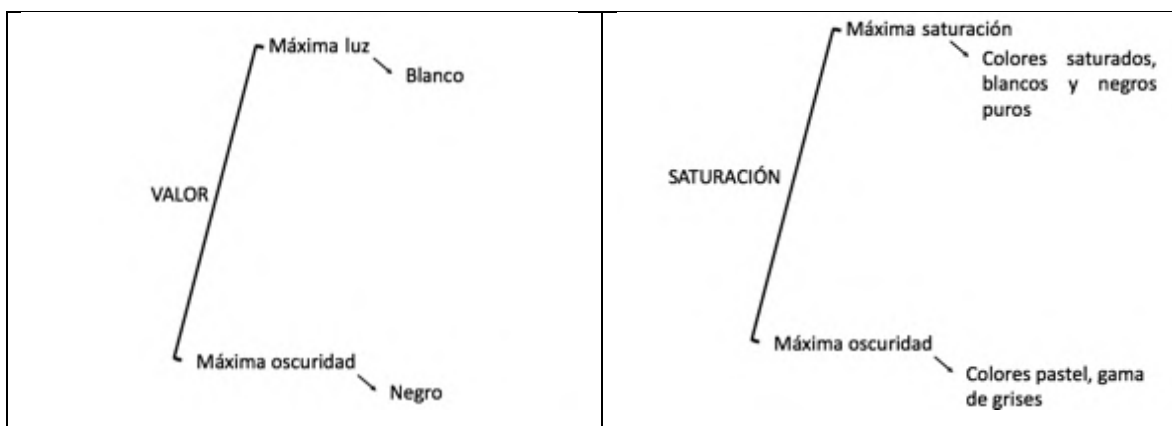 Máxima luz
Blanco
VALOR
Máxima oscuridad
Negro
Máxima saturación
Colores saturados,
blancos y negros
puros
SATURACIÓN
Máxima oscuridad
Colores pastel, gama
de grises